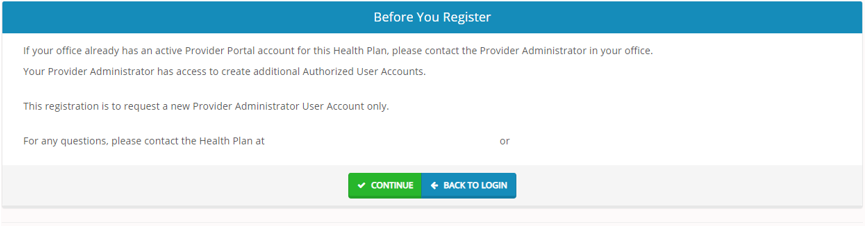 Before You Register
If your office already has an active Provider Portal account for this Health Plan, please contact the Provider Administrator in your office.
Your Provider Administrator has access to create additional Authorized User Accounts.
This registration is to request a new Provider Administrator User Account only.
For any questions, please contact the Health Plan at or
CONTINUE BACK TO LOGIN